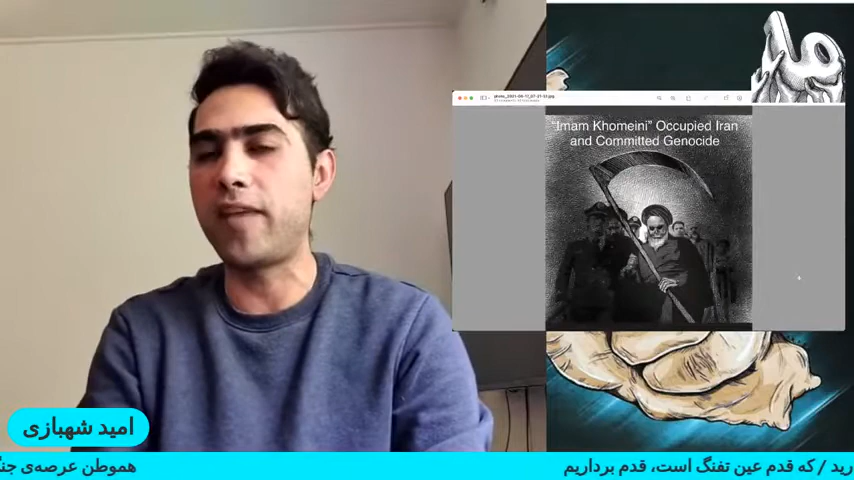 "Imam Khomeini" Occupied Iran
and Committed Genocide
امید شهبازی
رید / که قدم عین تفنگ است، قدم برداریم
هموطن عرصه‌ی